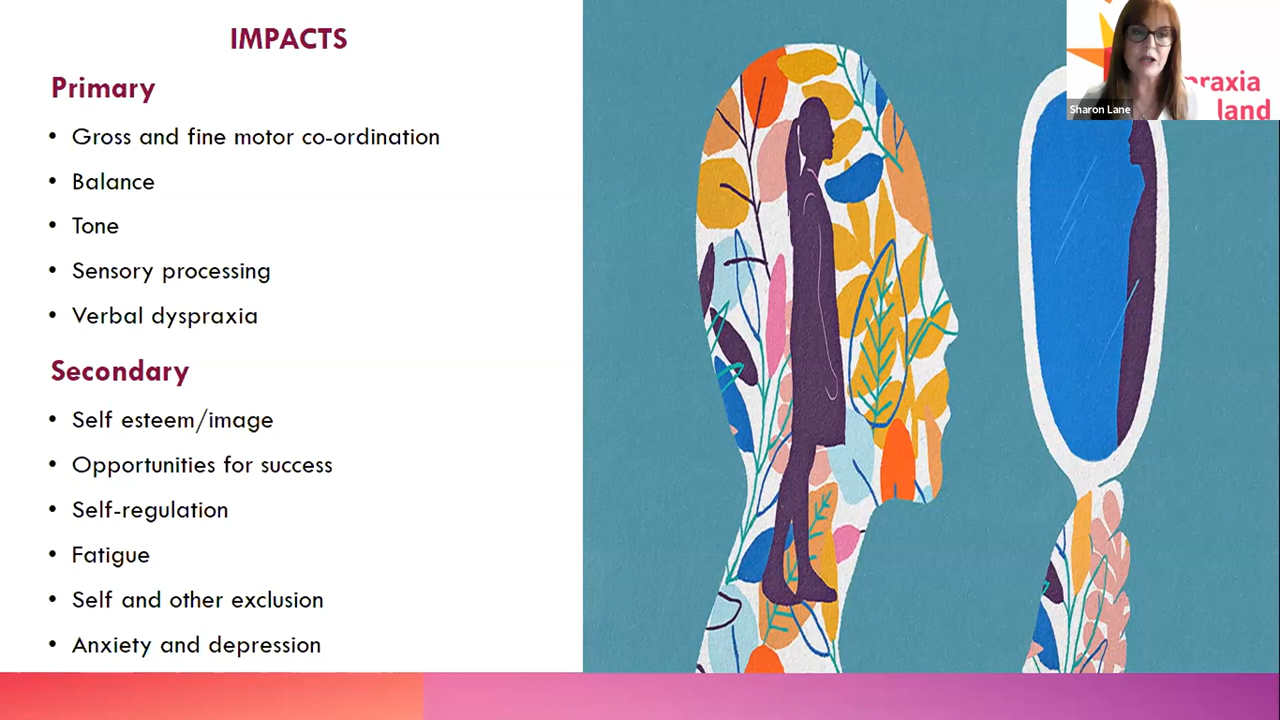 IMPACTS
Primary
• Gross and fine motor co-ordination
• Balance
• Tone
• Sensory processing
• Verbal dyspraxia
Secondary
• Self esteem/image
• Opportunities for success
• Self-regulation
• Fatigue
• Self and other exclusion
• Anxiety and depression
praxia
land
Sharon Lane